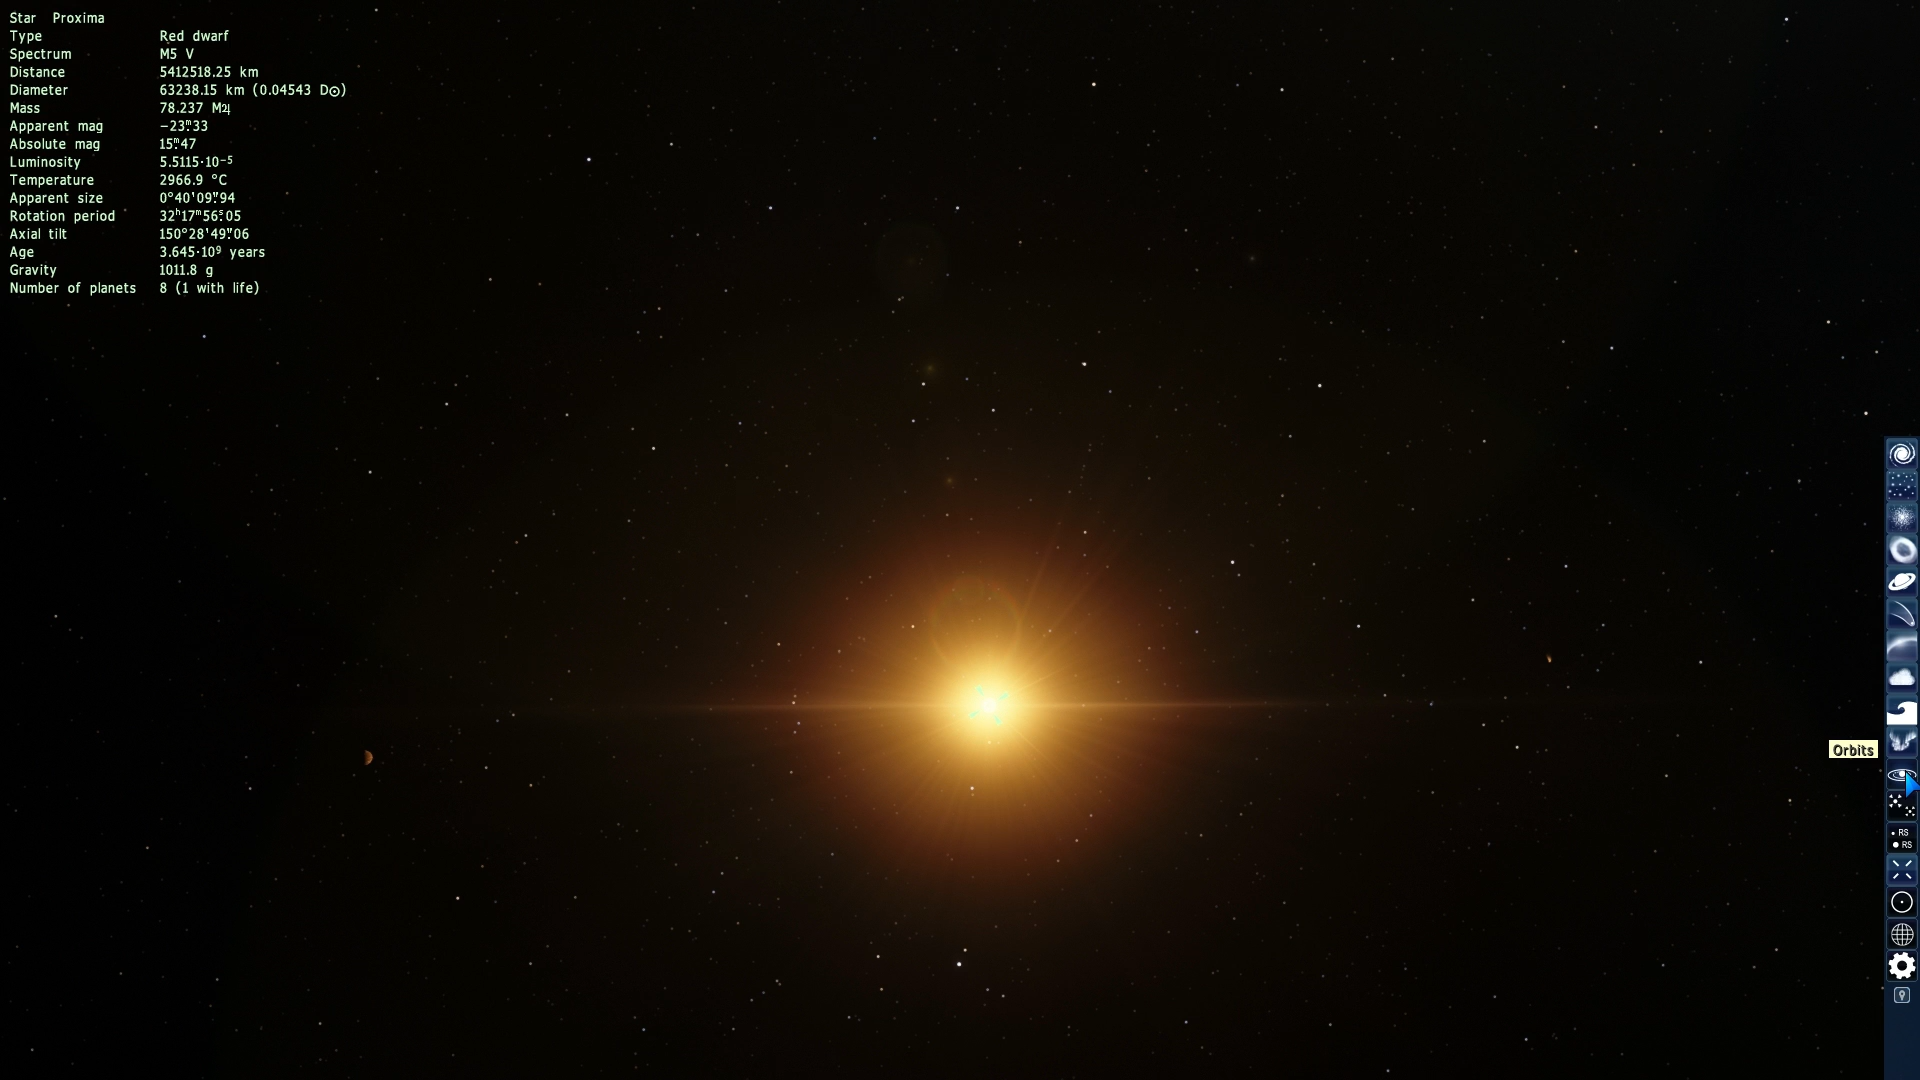 Star Proxima
Type Red dwarf
Spectrum M5 V
Distance 5412518.25 km
Diameter 63238.15 km (0.04543 D☉)
Mass 78.237 M♃
Apparent mag −23ᵐ.33
Absolute mag 15ᵐ.47
Luminosity 5.5115·10⁻⁵
Temperature 2966.9 °C
Apparent size 0°40'09".94
Rotation period 32ʰ17ᵐ56ˢ.05
Axial tilt 150°28'49".06
Age 3.645·10⁹ years
Gravity 1011.8 g
Number of planets 8 (1 with life)
Orbits
RS
RS